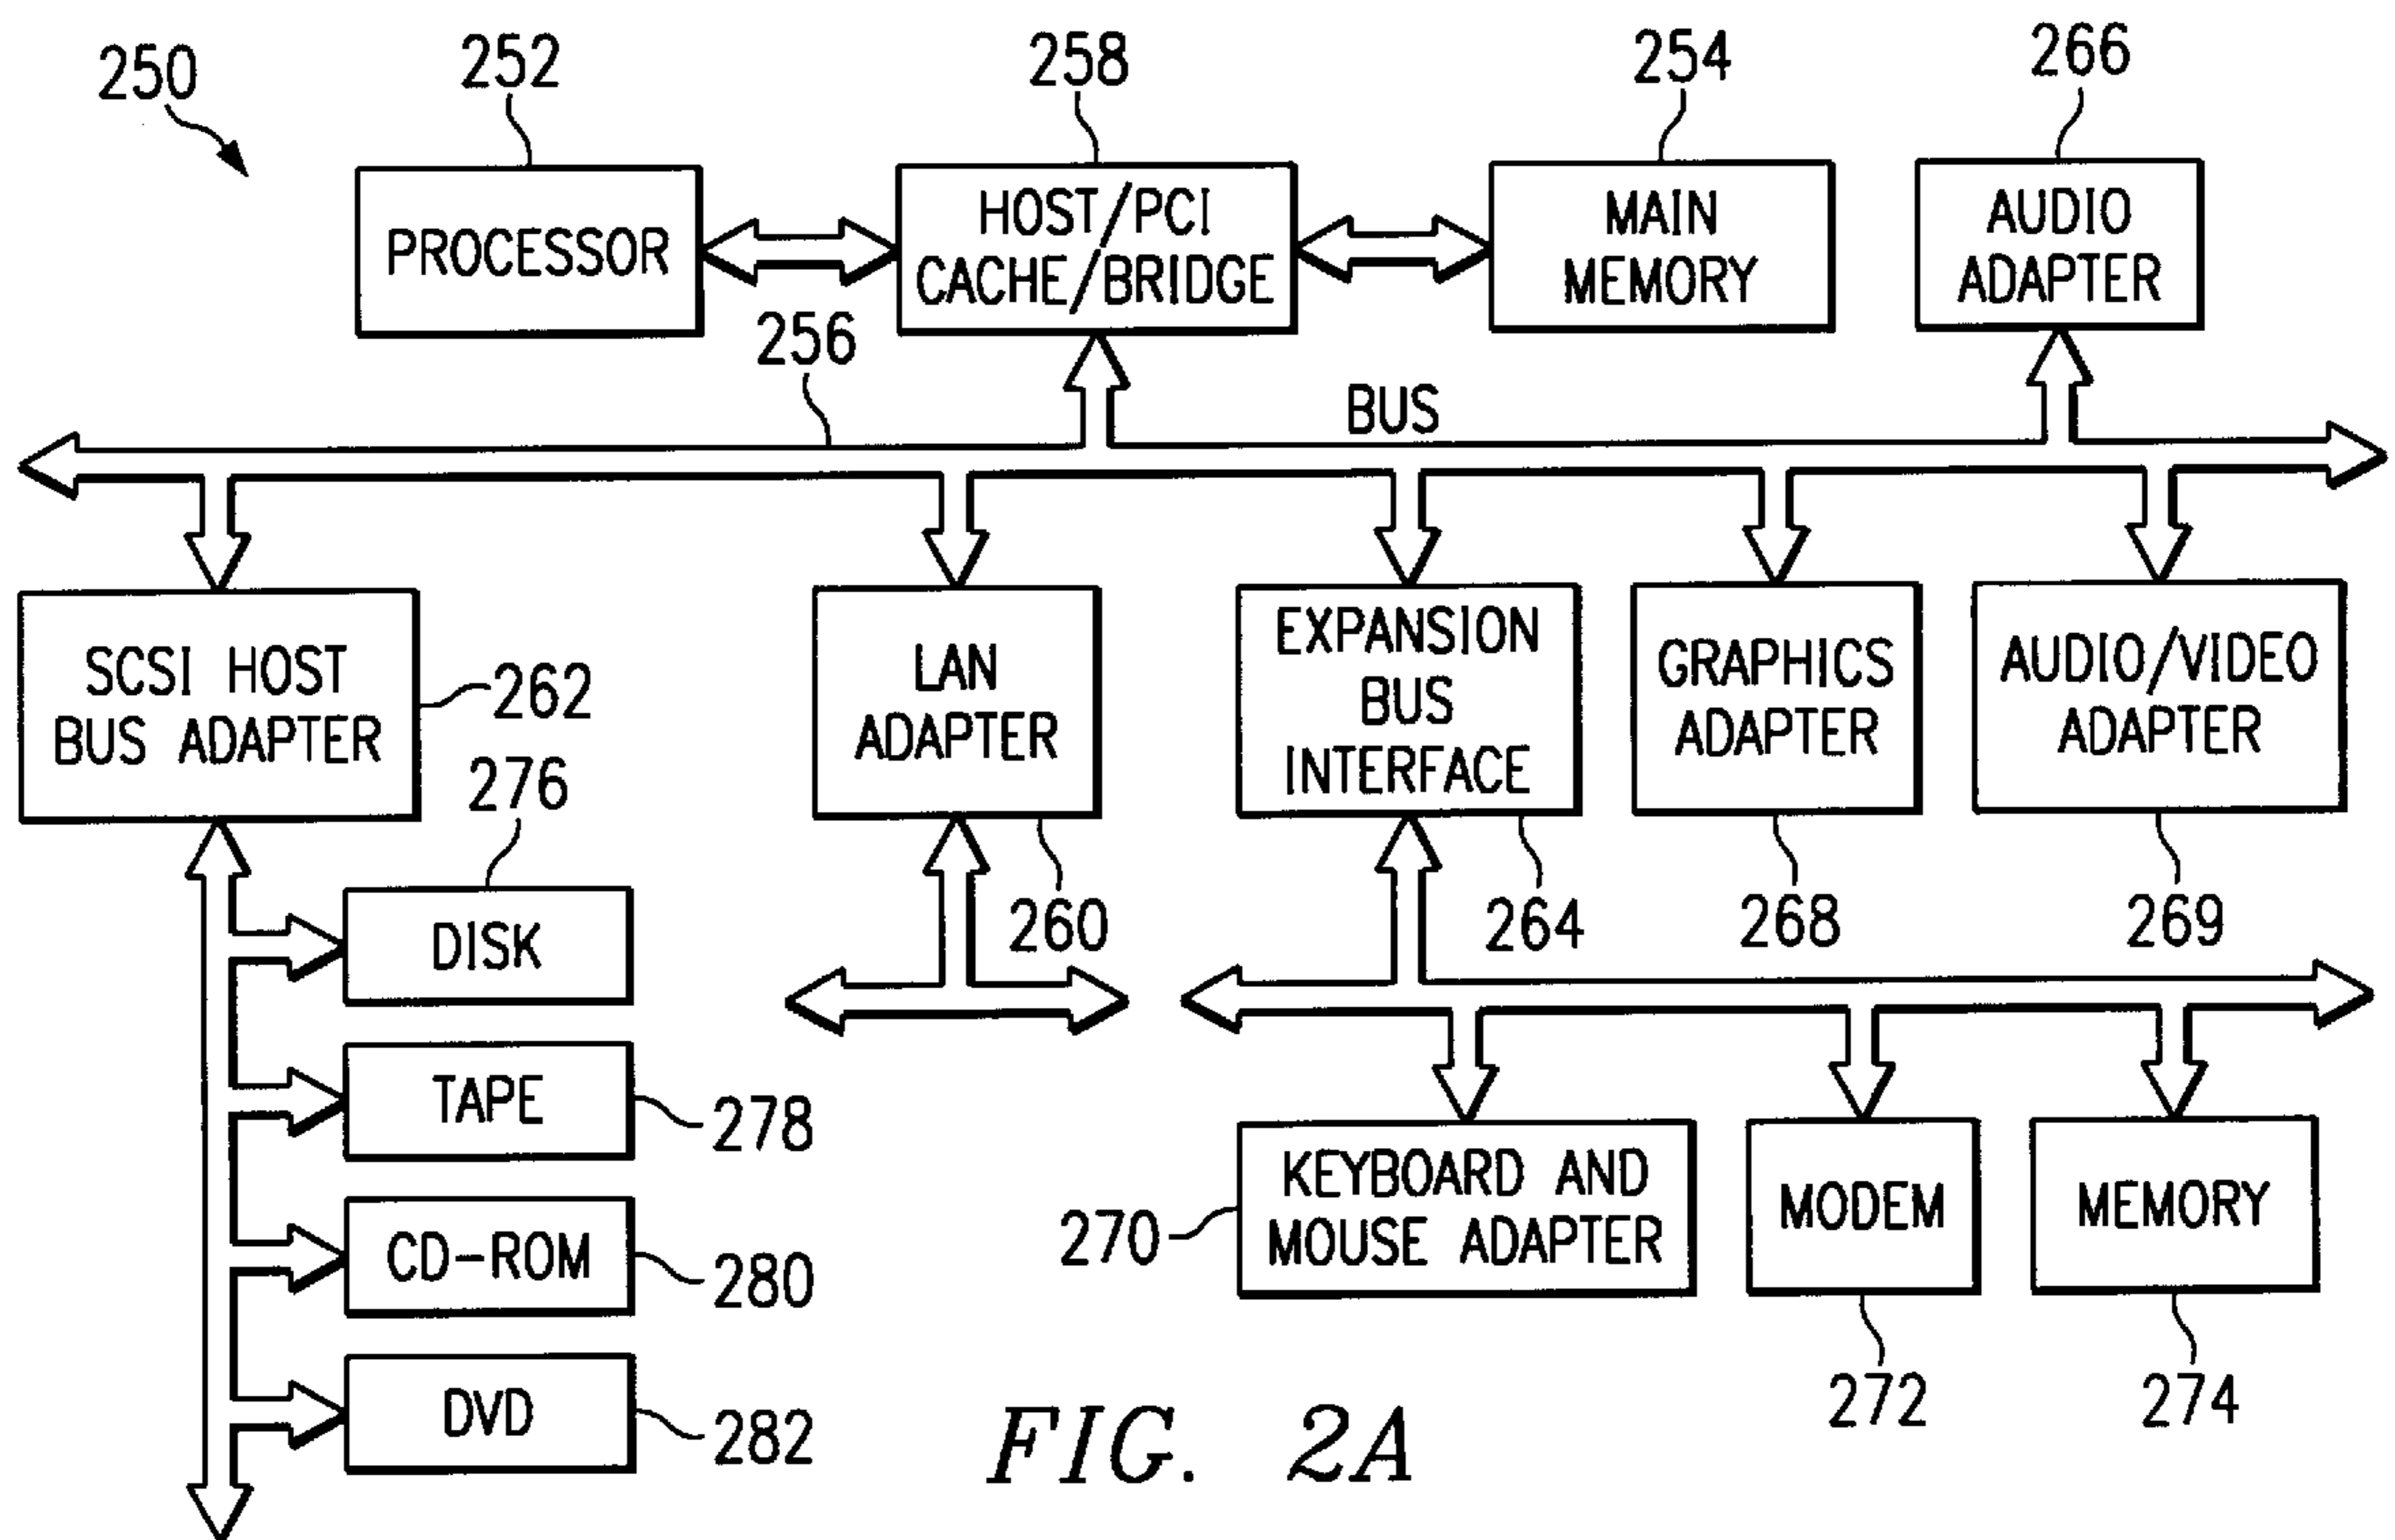 250
252
258
254
266
PROCESSOR
HOST/PCI
CACHE/BRIDGE
MAIN
MEMORY
AUDIO
ADAPTER
256
BUS
SCSI HOST
BUS ADAPTER
262
LAN
ADAPTER
260
EXPANSION
BUS
INTERFACE
264
GRAPHICS
ADAPTER
268
AUDIO/VIDEO
ADAPTER
269
276
DISK
TAPE
278
CD-ROM
280
DVD
282
270
KEYBOARD AND
MOUSE ADAPTER
MODEM
272
MEMORY
274
FIG. 2A